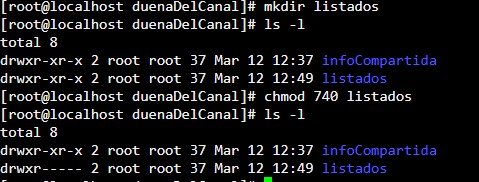 [root@localhost duenaDelCanal]# mkdir listados
[root@localhost duenaDelCanal]# ls -l
total 8
drwxr-xr-x 2 root root 37 Mar 12 12:37 infoCompartida
drwxr-xr-x 2 root root 37 Mar 12 12:49 listados
[root@localhost duenaDelCanal]# chmod 740 listados
[root@localhost duenaDelCanal]# ls -l
total 8
drwxr-xr-x 2 root root 37 Mar 12 12:37 infoCompartida
drwxr----- 2 root root 37 Mar 12 12:49 listados